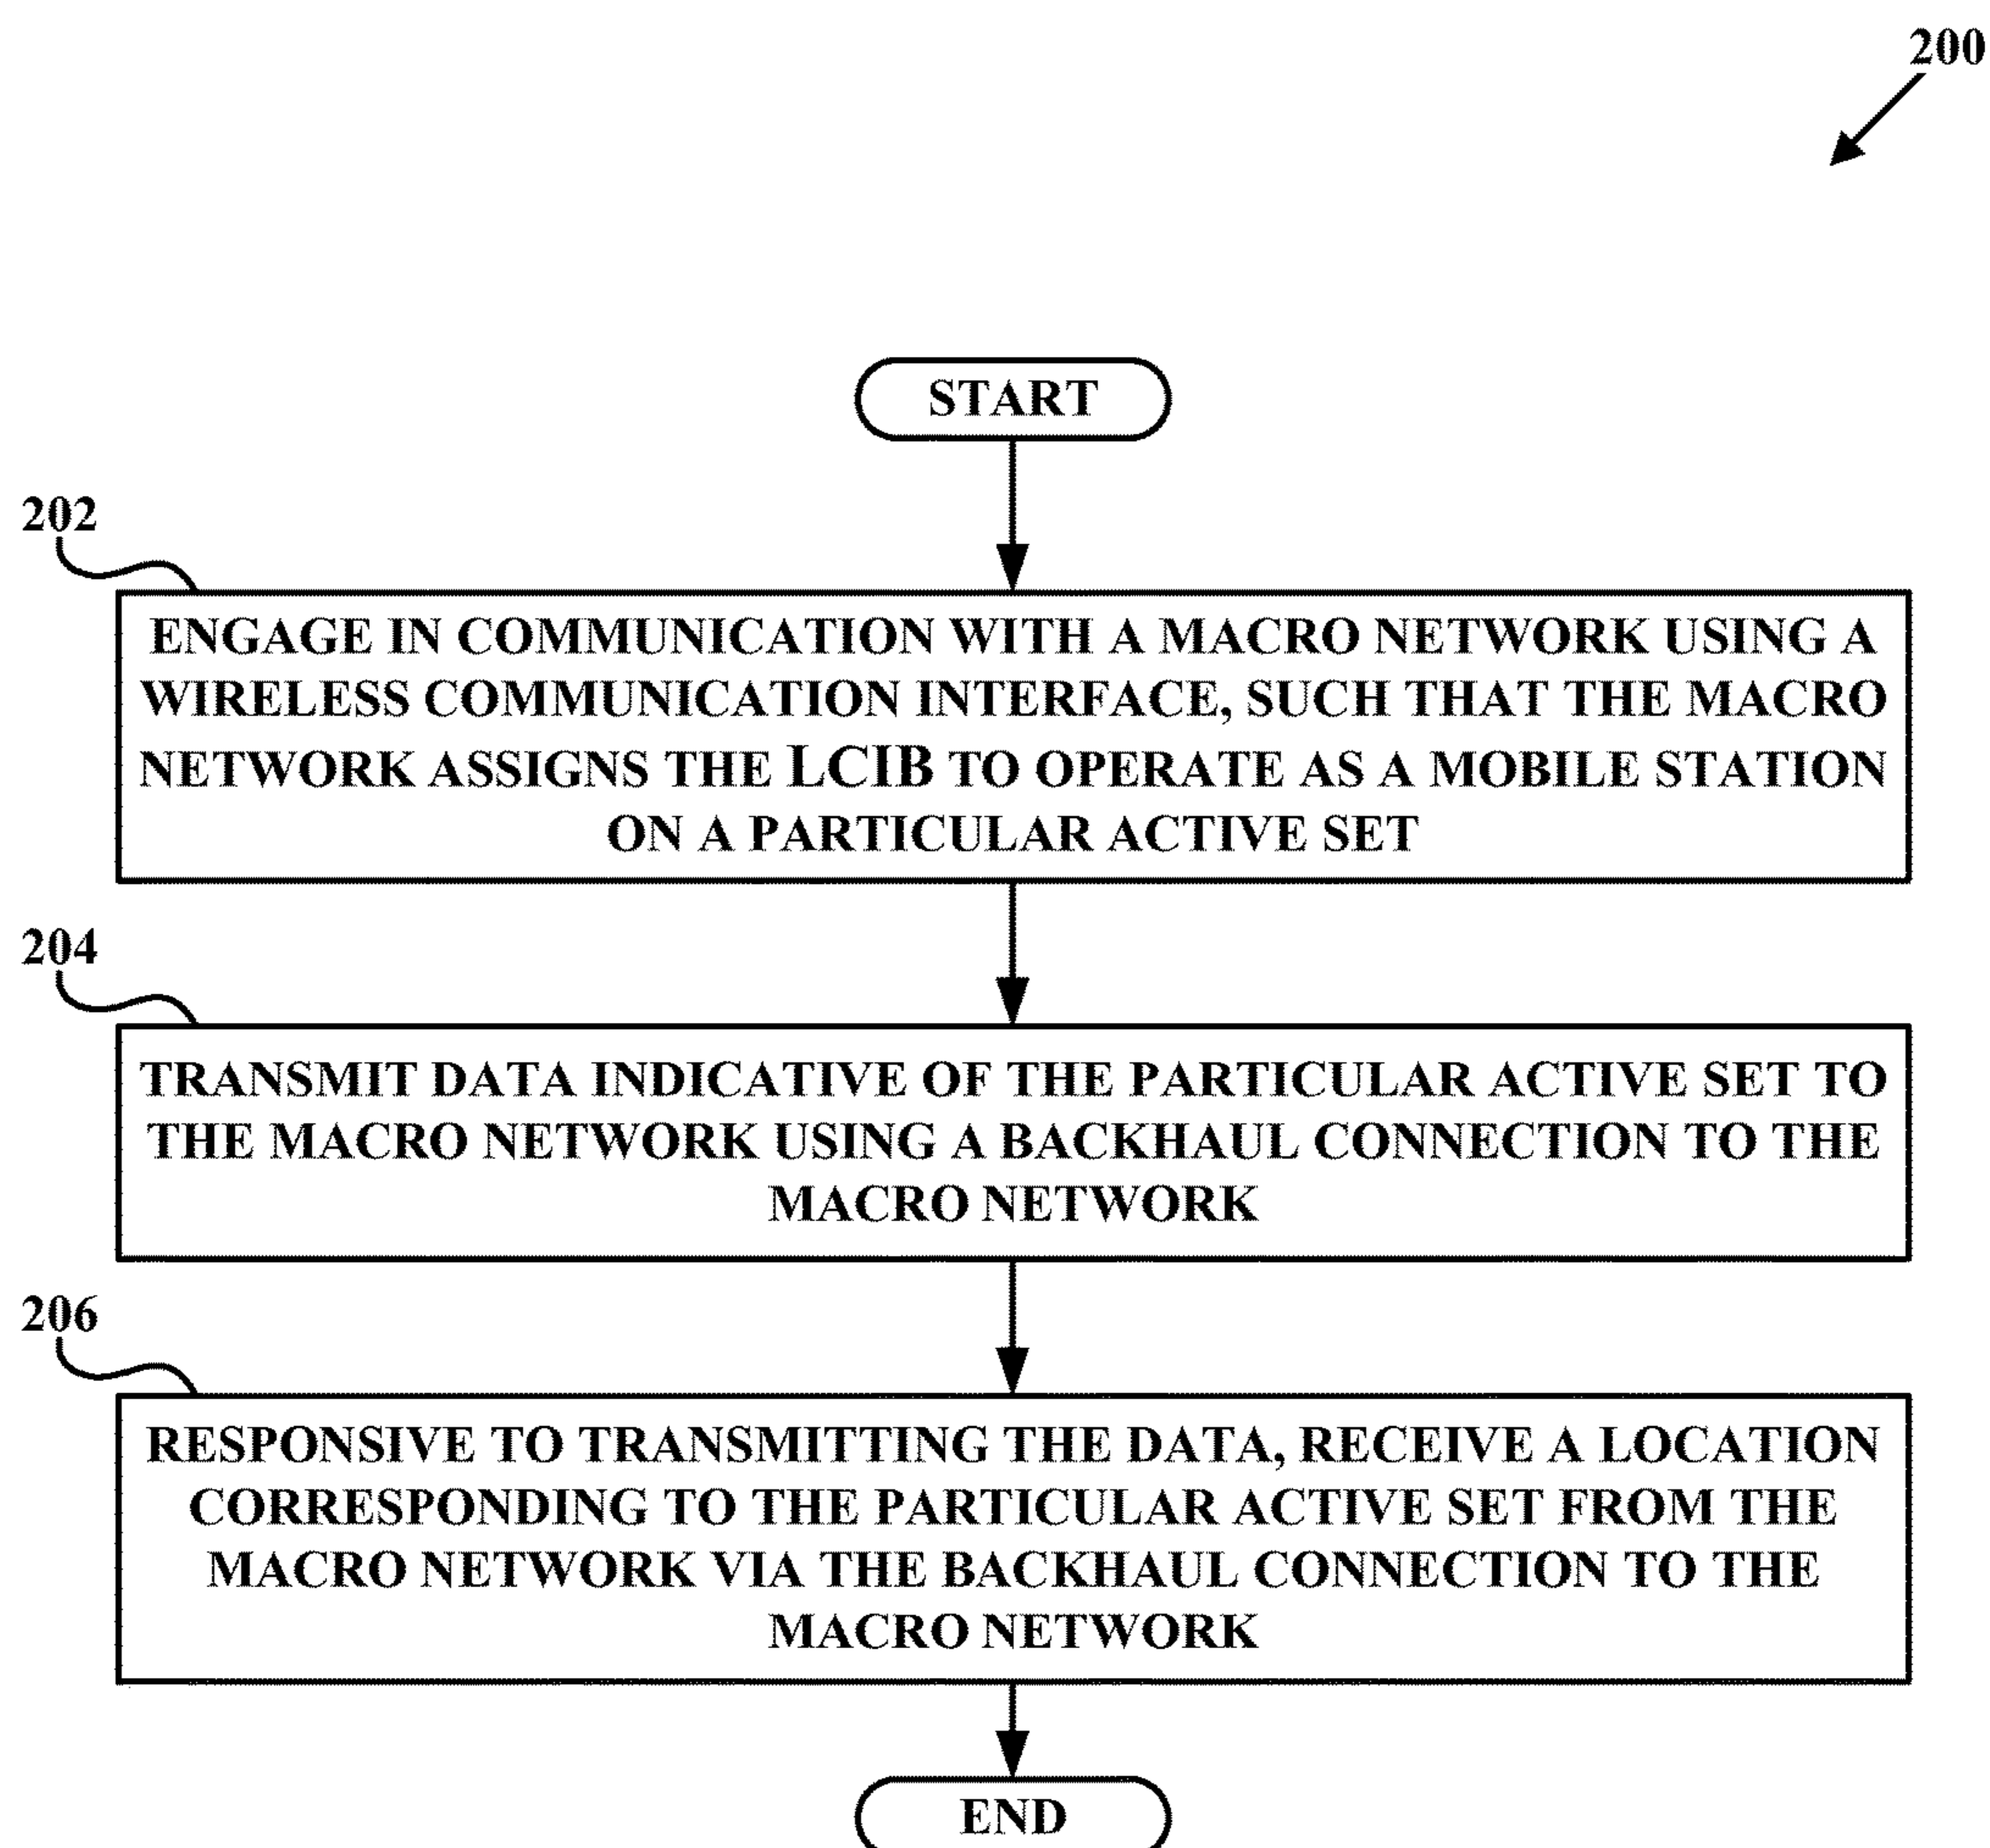 200
START
202
ENGAGE IN COMMUNICATION WITH A MACRO NETWORK USING A
WIRELESS COMMUNICATION INTERFACE, SUCH THAT THE MACRO
NETWORK ASSIGNS THE LCIB TO OPERATE AS A MOBILE STATION
ON A PARTICULAR ACTIVE SET
204
TRANSMIT DATA INDICATIVE OF THE PARTICULAR ACTIVE SET TO
THE MACRO NETWORK USING A BACKHAUL CONNECTION TO THE
MACRO NETWORK
206
RESPONSIVE TO TRANSMITTING THE DATA, RECEIVE A LOCATION
CORRESPONDING TO THE PARTICULAR ACTIVE SET FROM THE
MACRO NETWORK VIA THE BACKHAUL CONNECTION TO THE
MACRO NETWORK
END